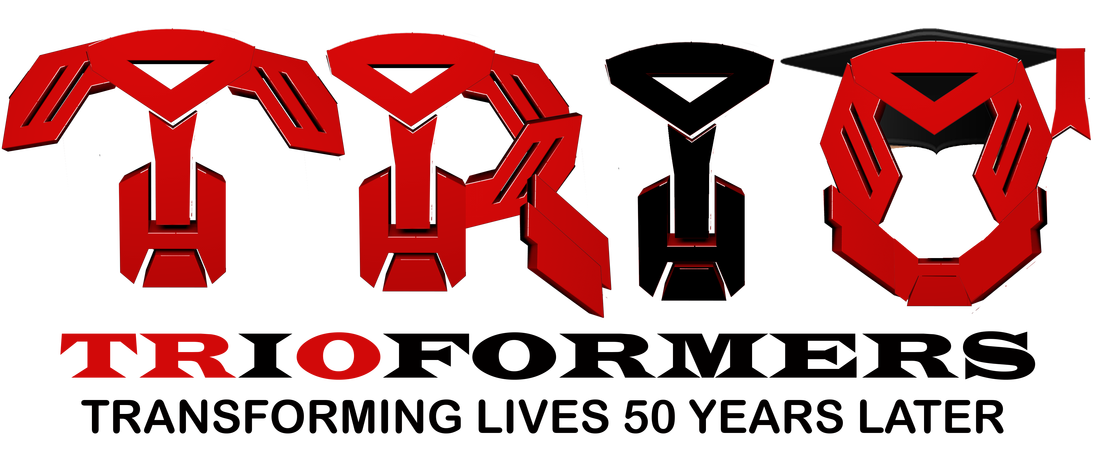 TRIO
TRIOFORMERS
TRANSFORMING LIVES 50 YEARS LATER